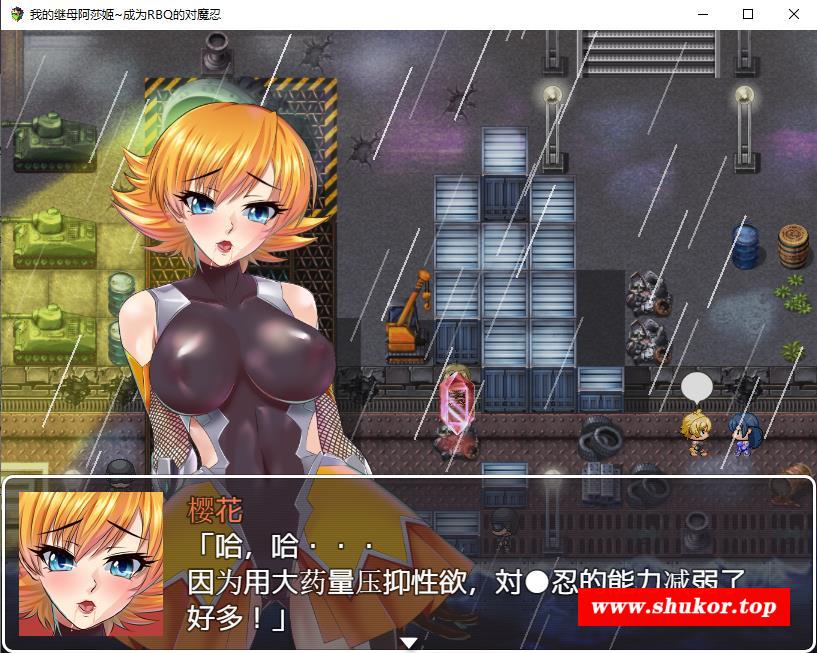 我的继母阿莎姬~成为RBQ的对魔忍
樱花
「哈，哈・・・
因为用大药量压抑性欲，对●忍的能力减弱了
好多！」
www.shukor.top